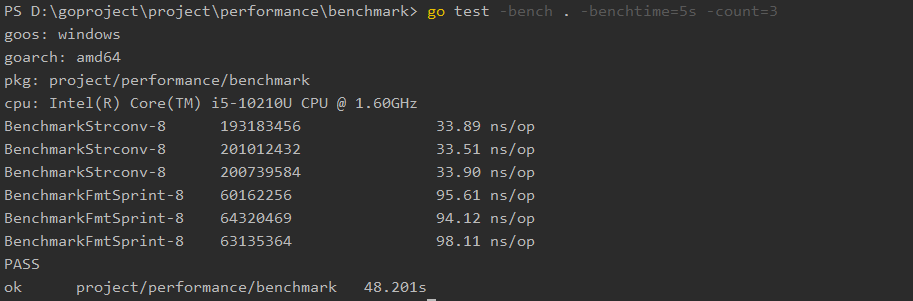 PS D:\goproject\project\performance\benchmark> go test -bench . -benchtime=5s -count=3
goos: windows
goarch: amd64
pkg: project/performance/benchmark
cpu: Intel(R) Core(TM) i5-10210U CPU @ 1.60GHz
BenchmarkStrconv-8 193183456 33.89 ns/op
BenchmarkStrconv-8 201012432 33.51 ns/op
BenchmarkStrconv-8 200739584 33.90 ns/op
BenchmarkFmtSprint-8 60162256 95.61 ns/op
BenchmarkFmtSprint-8 64320469 94.12 ns/op
BenchmarkFmtSprint-8 63135364 98.11 ns/op
PASS
ok project/performance/benchmark 48.201s